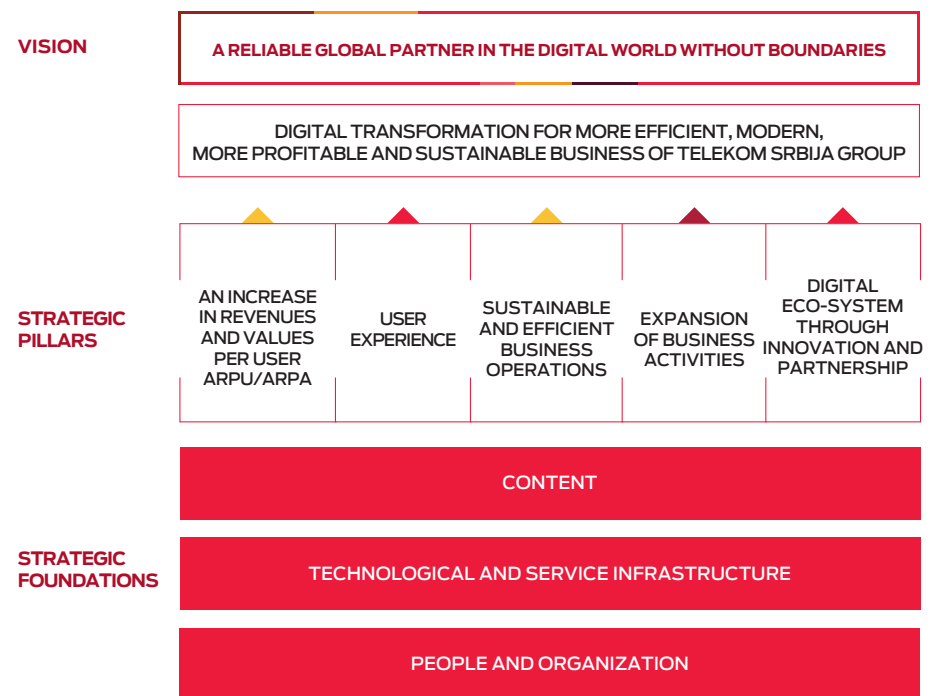 VISION
A RELIABLE GLOBAL PARTNER IN THE DIGITAL WORLD WITHOUT BOUNDARIES
DIGITAL TRANSFORMATION FOR MORE EFFICIENT, MODERN,
MORE PROFITABLE AND SUSTAINABLE BUSINESS OF TELEKOM SRBIJA GROUP
STRATEGIC
PILLARS
AN INCREASE
IN REVENUES
AND VALUES
PER USER
ARPU/ARPA
USER
EXPERIENCE
SUSTAINABLE
AND EFFICIENT
BUSINESS
OPERATIONS
EXPANSION
OF BUSINESS
ACTIVITIES
DIGITAL
ECO-SYSTEM
THROUGH
INNOVATION AND
PARTNERSHIP
STRATEGIC
FOUNDATIONS
CONTENT
TECHNOLOGICAL AND SERVICE INFRASTRUCTURE
PEOPLE AND ORGANIZATION